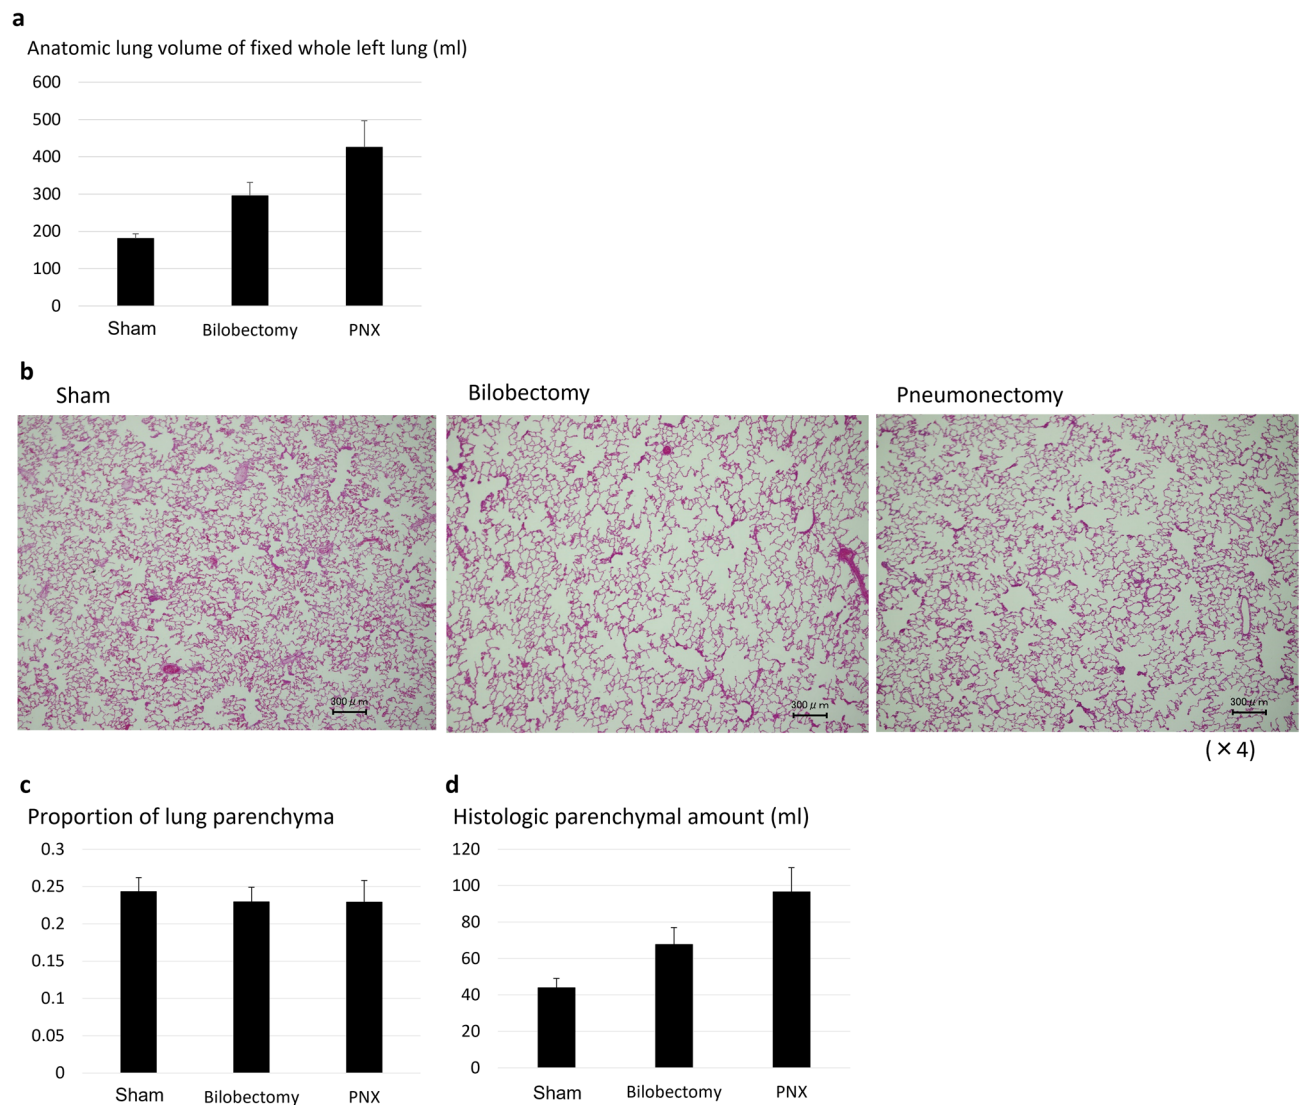 a
Anatomic lung volume of fixed whole left lung (ml)
600
500
400
300
200
100
0
Sham
Bilobectomy
PNX
b
Sham
Bilobectomy
Pneumonectomy
300 μm
300 μm
300 μm
(×4)
c
Proportion of lung parenchyma
0.3
0.25
0.2
0.15
0.1
0.05
0
Sham
Bilobectomy
PNX
d
Histologic parenchymal amount (ml)
120
100
80
60
40
20
0
Sham
Bilobectomy
PNX